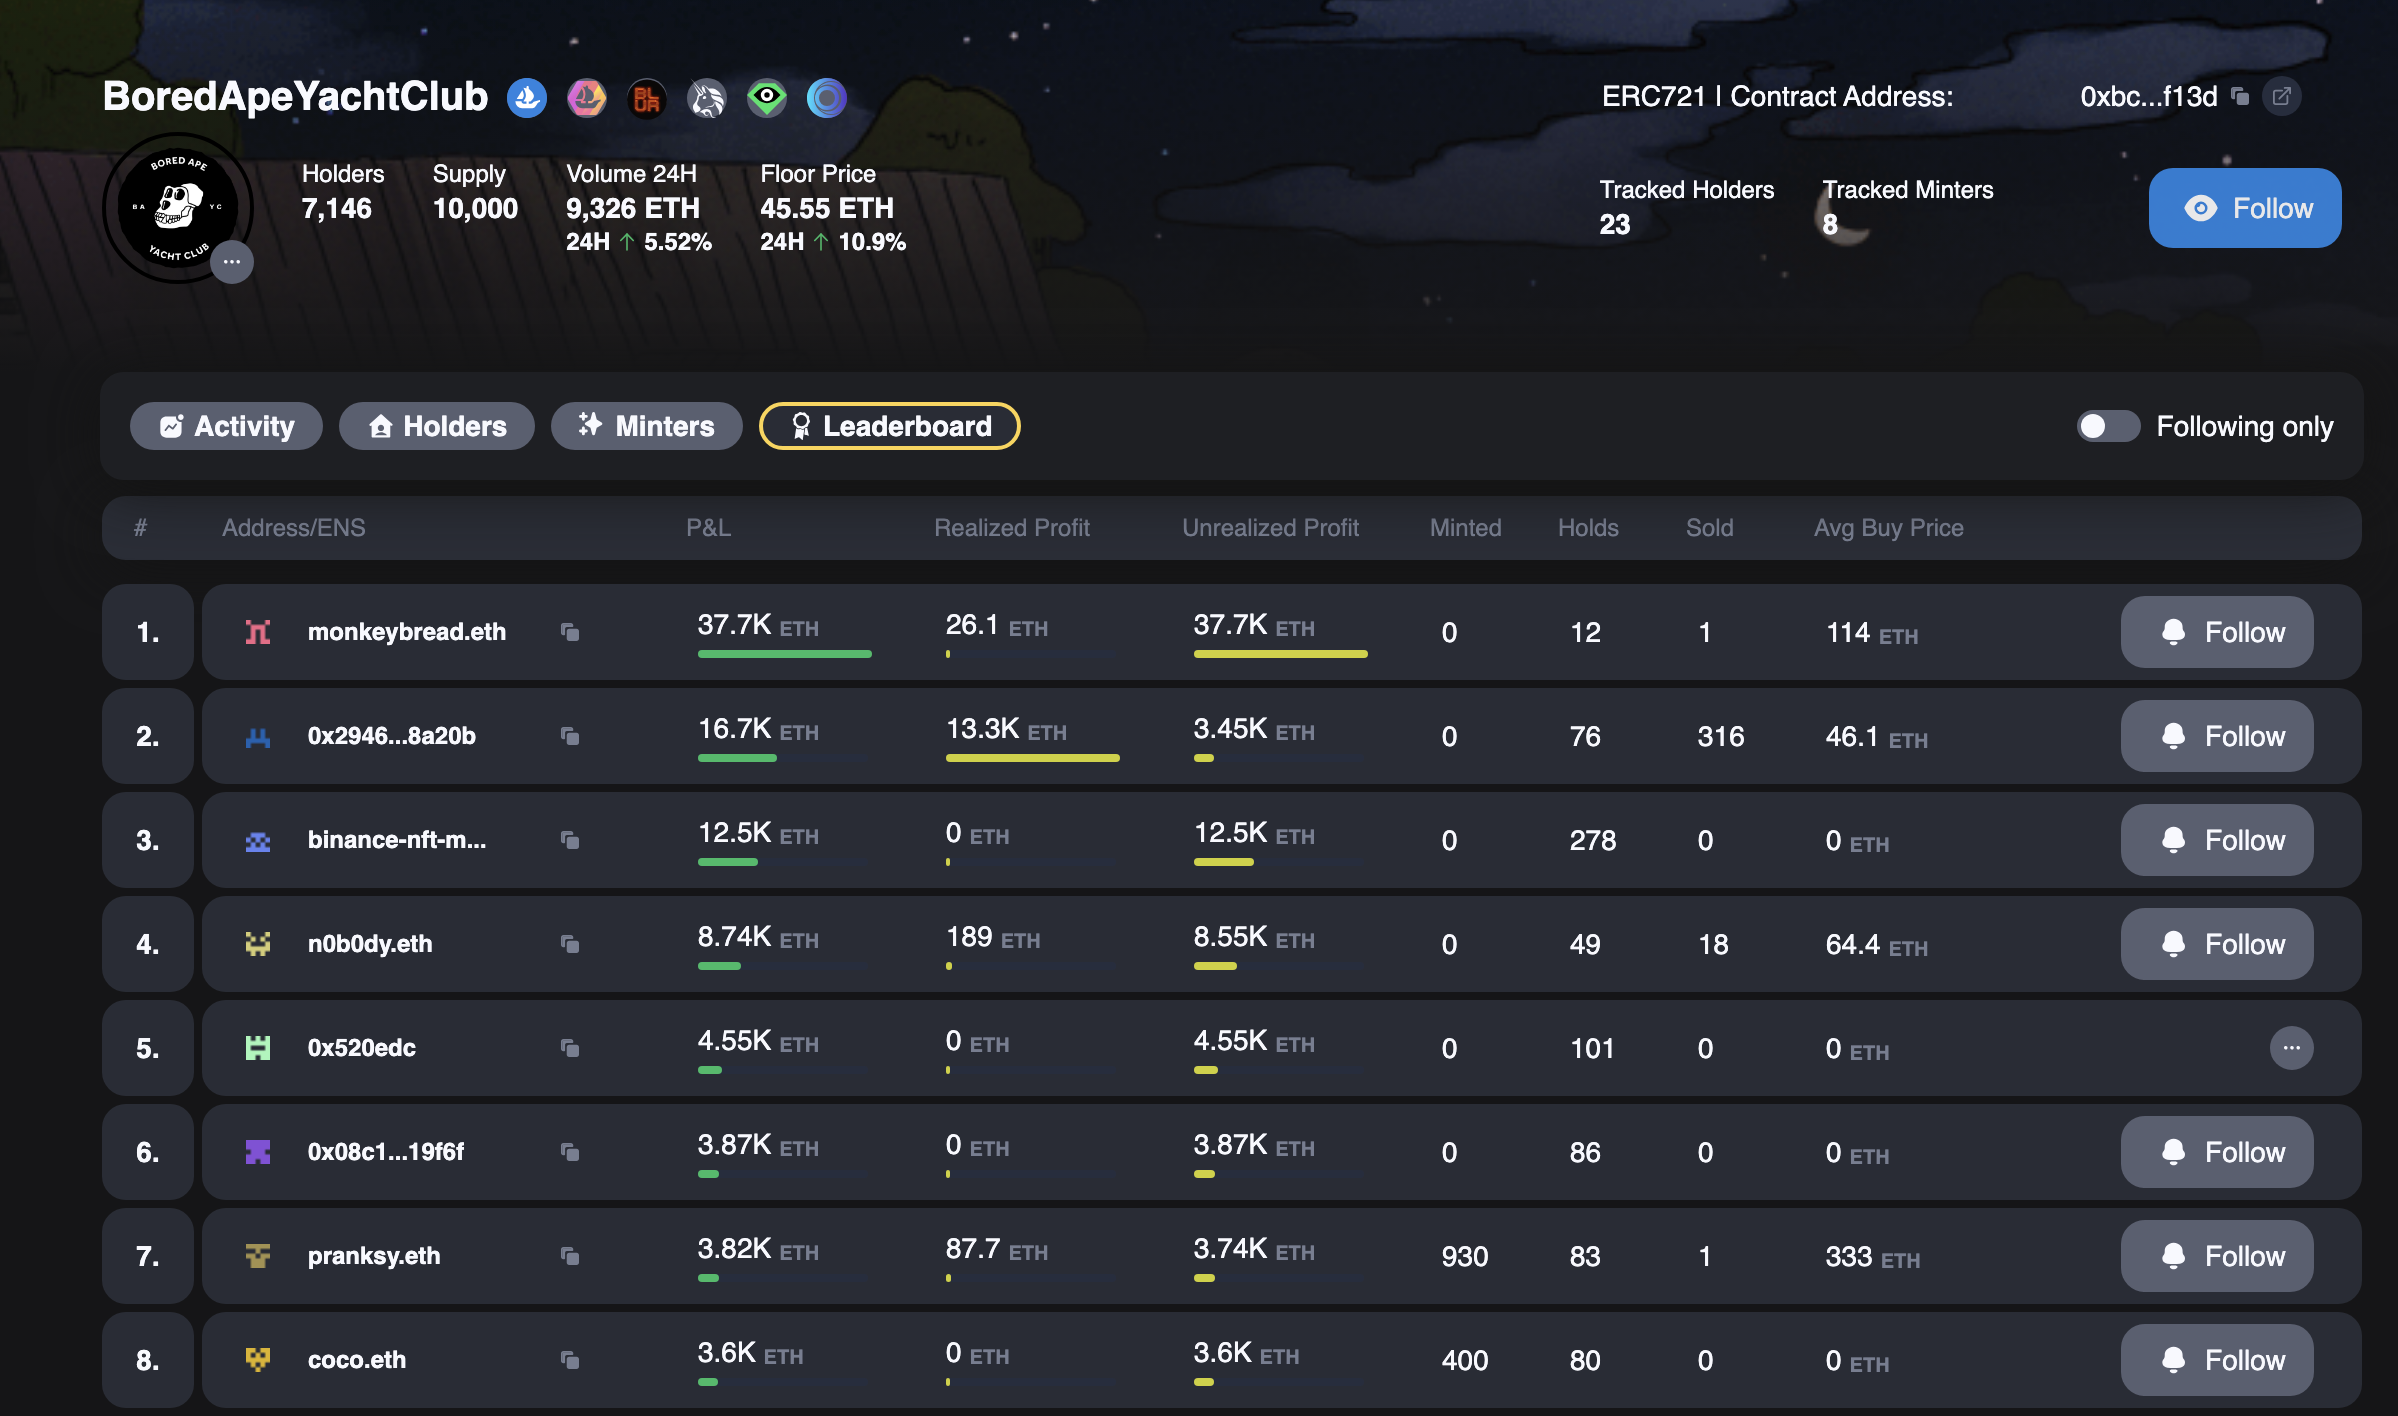 BoredApeYachtClub
BL
UR
ERC721 | Contract Address: 0xbc...f13d
BORED APE
BA YC
YACHT CLUB
Holders Supply Volume 24H Floor Price
7,146 10,000 9,326 ETH 45.55 ETH
24H ↑ 5.52% 24H ↑ 10.9%
Tracked Holders Tracked Minters
23 8
Follow
Activity Holders Minters Leaderboard Following only
# Address/ENS P&L Realized Profit Unrealized Profit Minted Holds Sold Avg Buy Price
1. monkeybread.eth 37.7K ETH 26.1 ETH 37.7K ETH 0 12 1 114 ETH Follow
2. 0x2946...8a20b 16.7K ETH 13.3K ETH 3.45K ETH 0 76 316 46.1 ETH Follow
3. binance-nft-m... 12.5K ETH 0 ETH 12.5K ETH 0 278 0 0 ETH Follow
4. n0b0dy.eth 8.74K ETH 189 ETH 8.55K ETH 0 49 18 64.4 ETH Follow
5. 0x520edc 4.55K ETH 0 ETH 4.55K ETH 0 101 0 0 ETH
6. 0x08c1...19f6f 3.87K ETH 0 ETH 3.87K ETH 0 86 0 0 ETH Follow
7. pranksy.eth 3.82K ETH 87.7 ETH 3.74K ETH 930 83 1 333 ETH Follow
8. coco.eth 3.6K ETH 0 ETH 3.6K ETH 400 80 0 0 ETH Follow